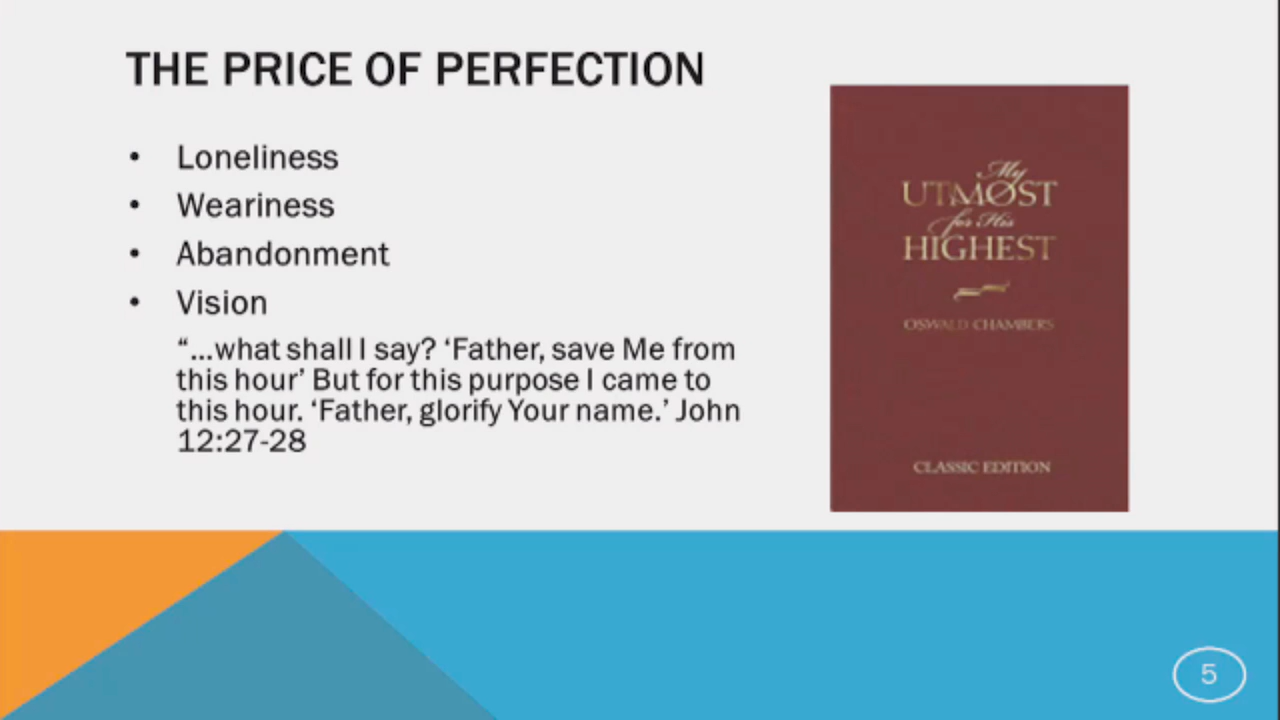 THE PRICE OF PERFECTION
• Loneliness
• Weariness
• Abandonment
• Vision
“...what shall I say? ‘Father, save Me from
this hour’ But for this purpose I came to
this hour. ‘Father, glorify Your name.’ John
12:27-28
My
UTMOST
for His
HIGHEST
OSWALD CHAMBERS
CLASSIC EDITION
5